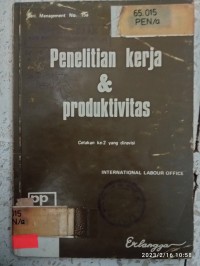 Seri Management No. 15
65.015
PEN/a
Penelitian kerja
&
produktivitas
Cetakan ke:2 yang direvisi
INTERNATIONAL LABOUR OFFICE
PP
.015
N/a
Erlangga
2023/2/16 10:58